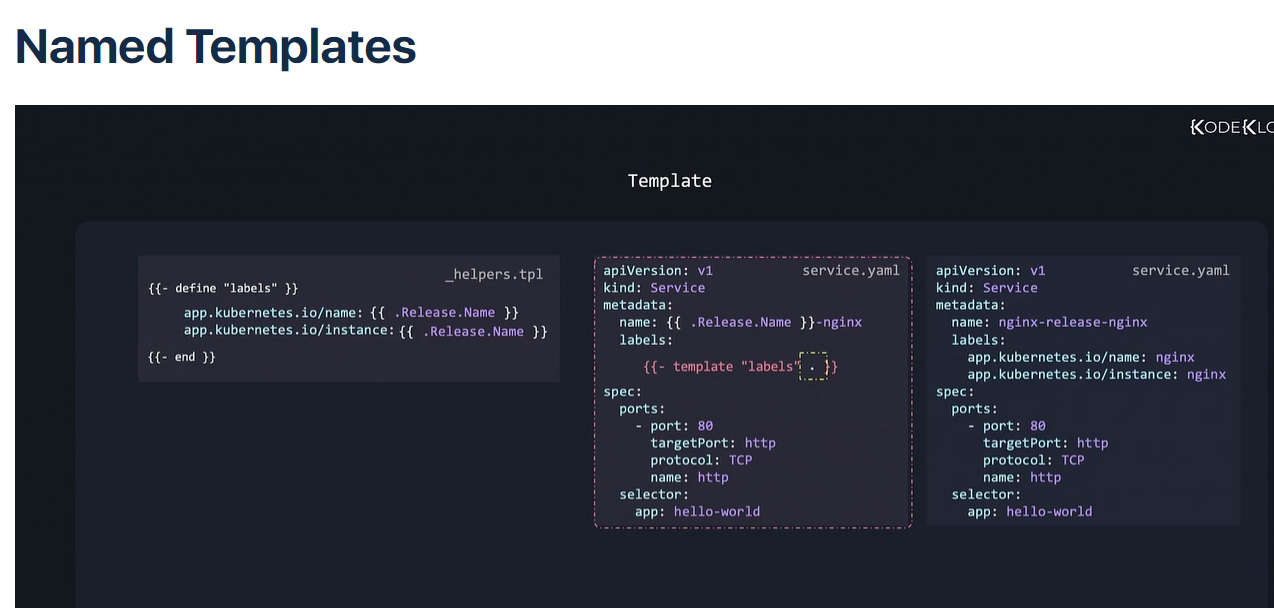 Named Templates
KODEKLO
Template
_helpers.tpl
{{- define "labels" }}
app.kubernetes.io/name: {{ .Release.Name }}
app.kubernetes.io/instance: {{ .Release.Name }}
{{- end }}
service.yaml
apiVersion: v1
kind: Service
metadata:
name: {{ .Release.Name }}-nginx
labels:
{{- template "labels" . }}
spec:
ports:
- port: 80
targetPort: http
protocol: TCP
name: http
selector:
app: hello-world
service.yaml
apiVersion: v1
kind: Service
metadata:
name: nginx-release-nginx
labels:
app.kubernetes.io/name: nginx
app.kubernetes.io/instance: nginx
spec:
ports:
- port: 80
targetPort: http
protocol: TCP
name: http
selector:
app: hello-world